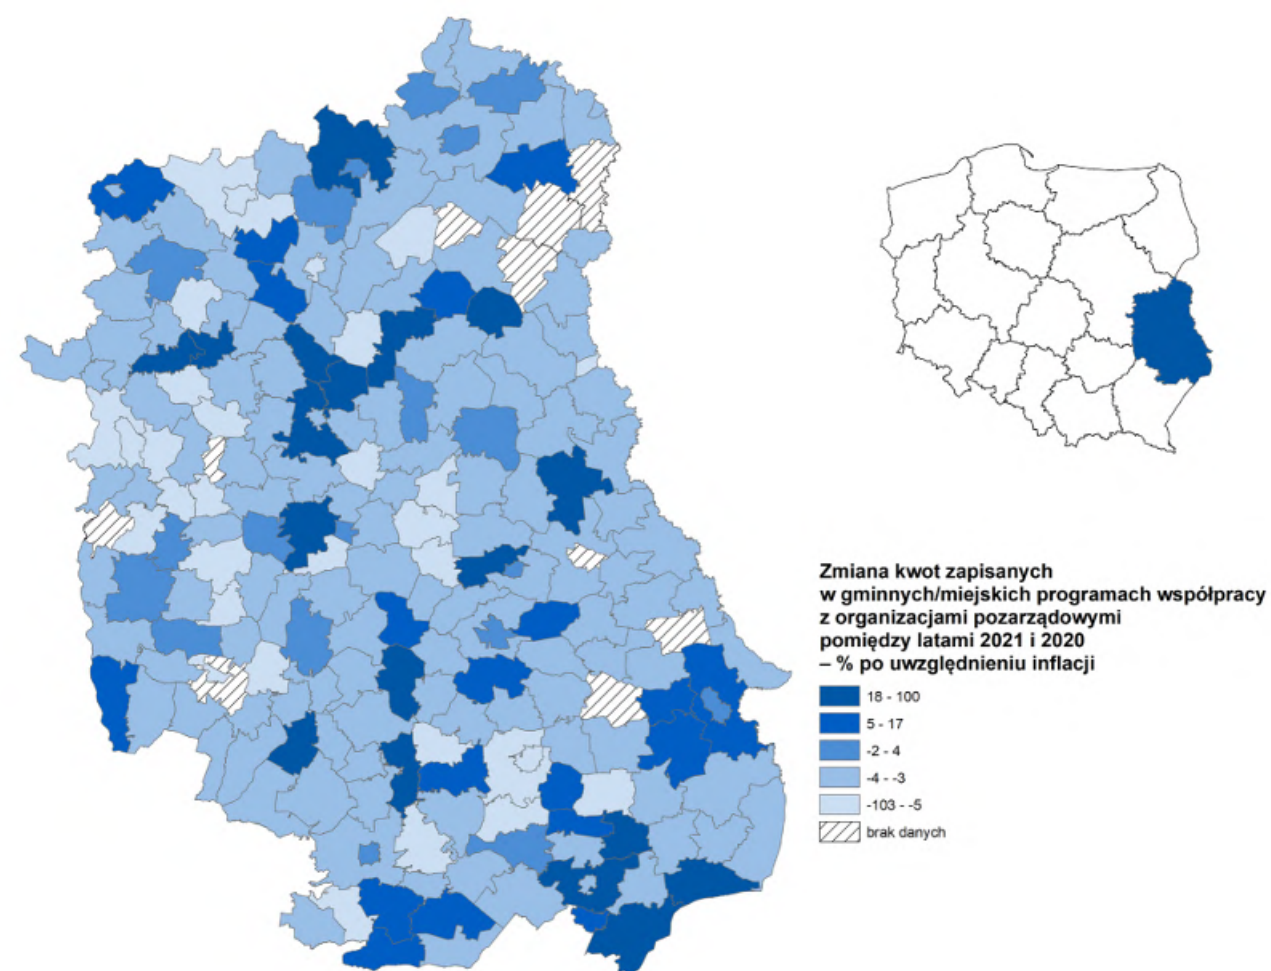 Zmiana kwot zapisanych
w gminnych/miejskich programach współpracy
z organizacjami pozarządowymi
pomiędzy latami 2021 i 2020
– % po uwzględnieniu inflacji
18 - 100
5 - 17
-2 - 4
-4 - -3
-103 - -5
brak danych